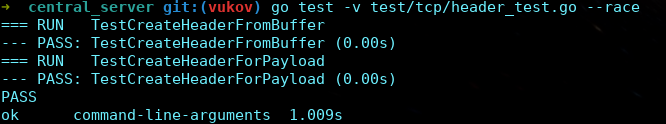 → central_server git:(vukov) go test -v test/tcp/header_test.go --race
=== RUN   TestCreateHeaderFromBuffer
--- PASS: TestCreateHeaderFromBuffer (0.00s)
=== RUN   TestCreateHeaderForPayload
--- PASS: TestCreateHeaderForPayload (0.00s)
PASS
ok      command-line-arguments  1.009s